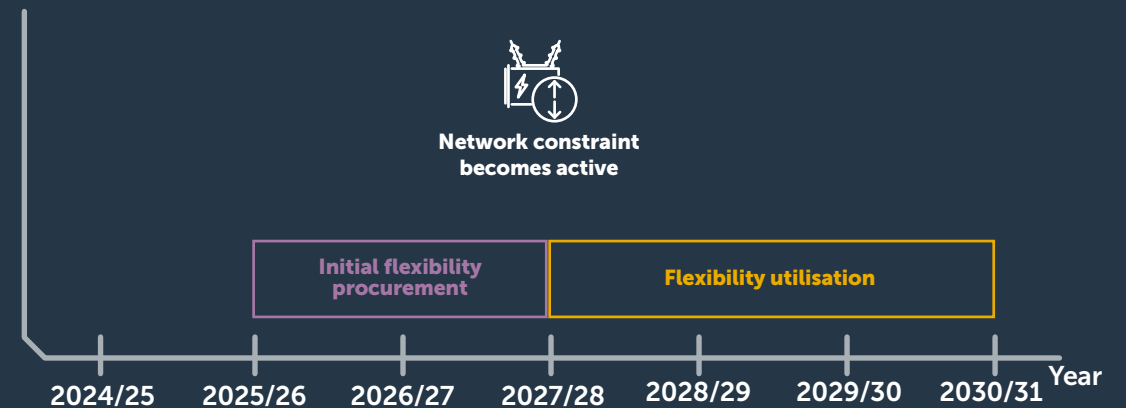 Network constraint
becomes active
Initial flexibility
procurement
Flexibility utilisation
2024/25 2025/26 2026/27 2027/28 2028/29 2029/30 2030/31 Year